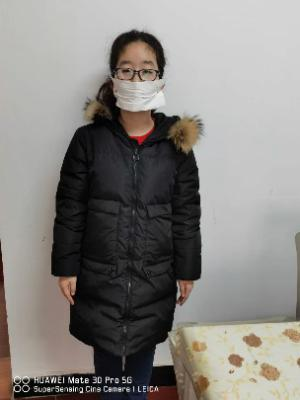 HUAWEI Mate 30 Pro 5G
SuperSensing Cine Camera | LEICA